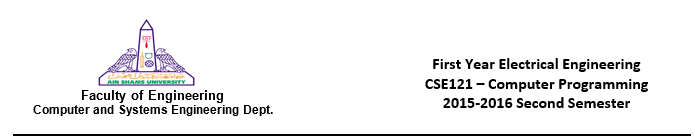 AIN SHAMS UNIVERSITY
Faculty of Engineering
Computer and Systems Engineering Dept.
First Year Electrical Engineering
CSE121 – Computer Programming
2015-2016 Second Semester